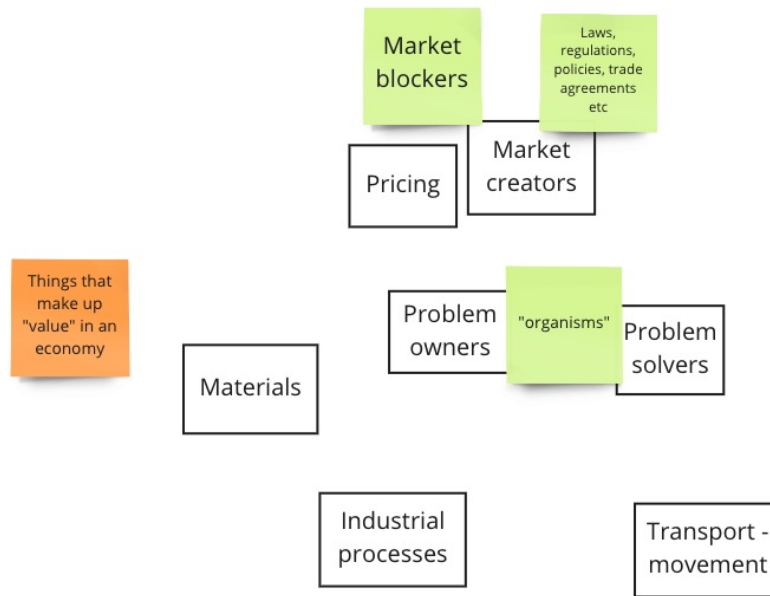 Market
blockers
Laws,
regulations,
policies, trade
agreements
etc
Pricing
Market
creators
Things that
make up
"value" in an
economy
Problem
owners
"organisms"
Problem
solvers
Materials
Industrial
processes
Transport -
movement